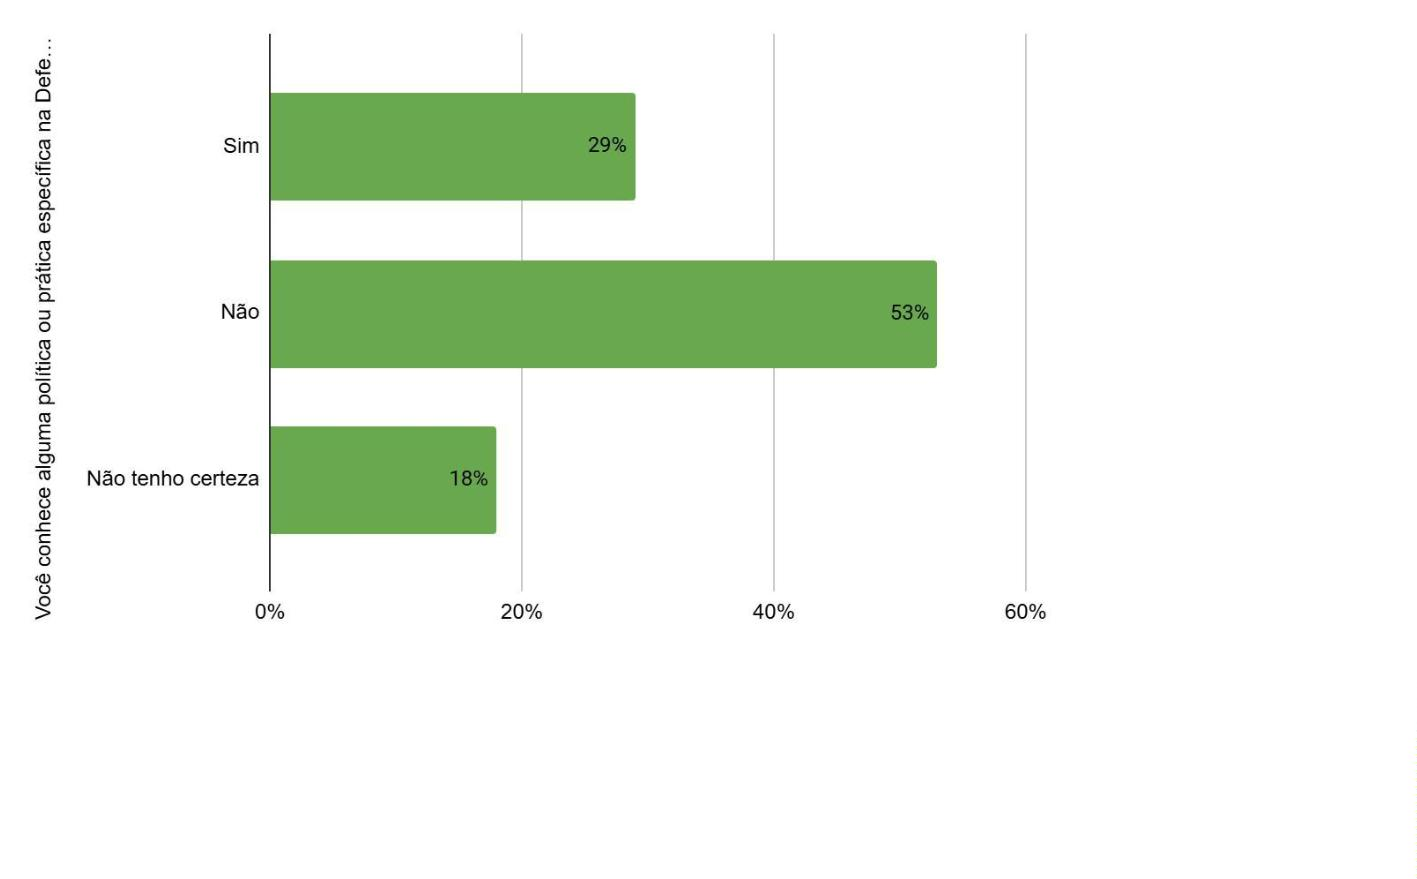 Você conhece alguma política ou prática específica na Defe…
Sim
29%
Não
53%
Não tenho certeza
18%
0% 20% 40% 60%